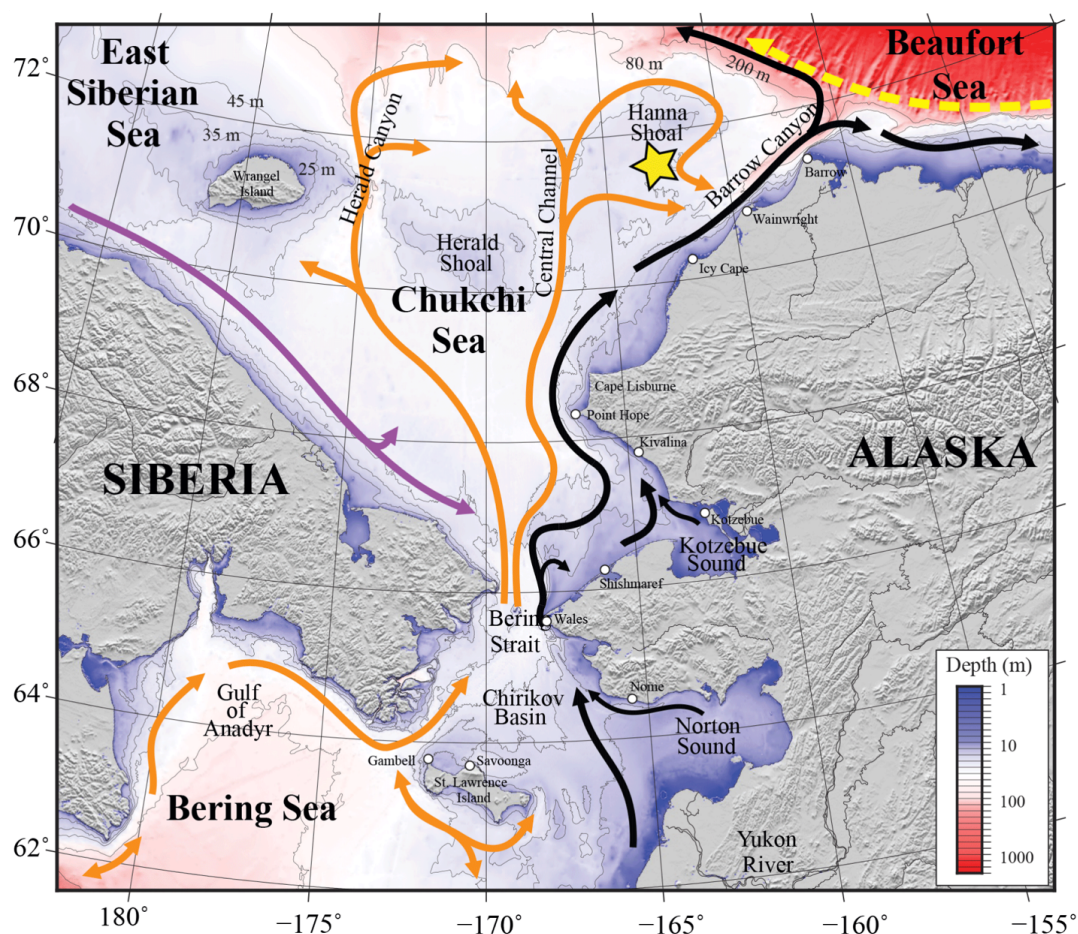 72˚
East
Siberian
Sea
45 m
35 m
25 m
Wrangel
Island
Herald Canyon
80 m
200 m
Beaufort
Sea
Hanna
Shoal
Barrow Canyon
Barrow
Wainwright
Icy Cape
70˚
Herald
Shoal
Central Channel
Chukchi
Sea
68˚
Cape Lisburne
Point Hope
Kivalina
SIBERIA
ALASKA
Kotzebue
Kotzebue
Sound
66˚
Shishmaref
Bering
Strait
Wales
64˚
Gulf
of
Anadyr
Chirikov
Basin
Nome
Norton
Sound
Gambell
Savoonga
St. Lawrence
Island
Bering Sea
62˚
Yukon
River
Depth (m)
1
10
100
1000
180˚
−175˚
−170˚
−165˚
−160˚
−155˚